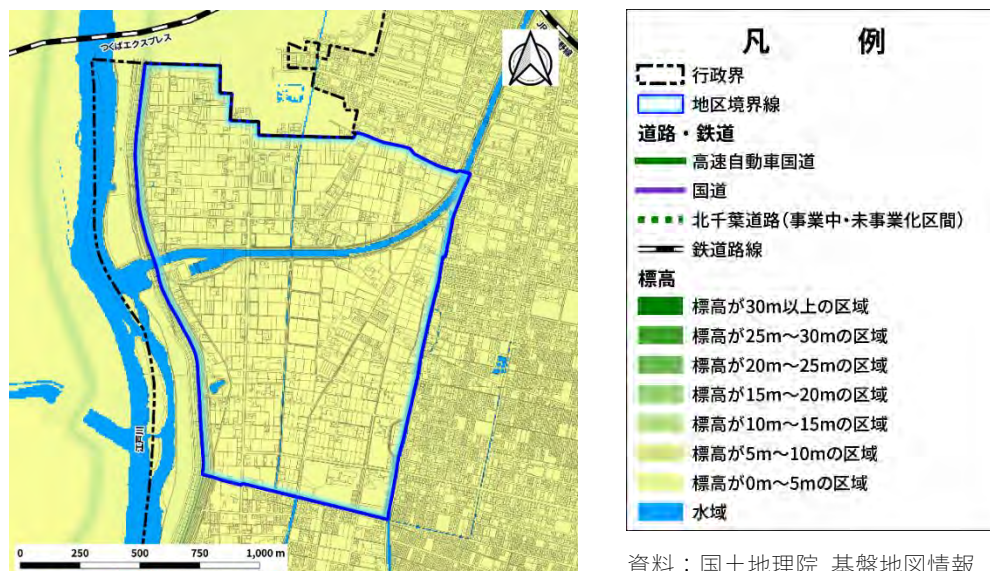 つくばエクスプレス
江戸川
0 250 500 750 1,000 m
凡 例
行政界
地区境界線
道路・鉄道
高速自動車国道
国道
北千葉道路(事業中・未事業化区間)
鉄道路線
標高
標高が30m以上の区域
標高が25m~30mの区域
標高が20m~25mの区域
標高が15m~20mの区域
標高が10m~15mの区域
標高が5m~10mの区域
標高が0m~5mの区域
水域
資料:国土地理院 基盤地図情報